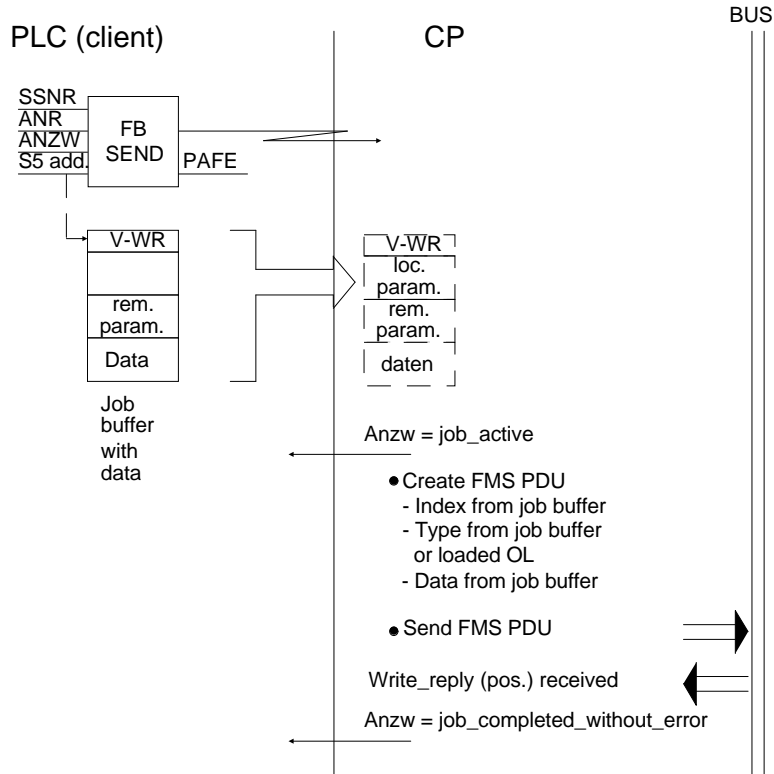 BUS
PLC (client)
CP
SSNR
ANR
ANZW
S5 add.
FB
SEND
PAFE
V-WR
rem.
param.
Data
Job
buffer
with
data
V-WR
loc.
param.
rem.
param.
daten
Anzw = job_active
Create FMS PDU
- Index from job buffer
- Type from job buffer
or loaded OL
- Data from job buffer
Send FMS PDU
Write_reply (pos.) received
Anzw = job_completed_without_error